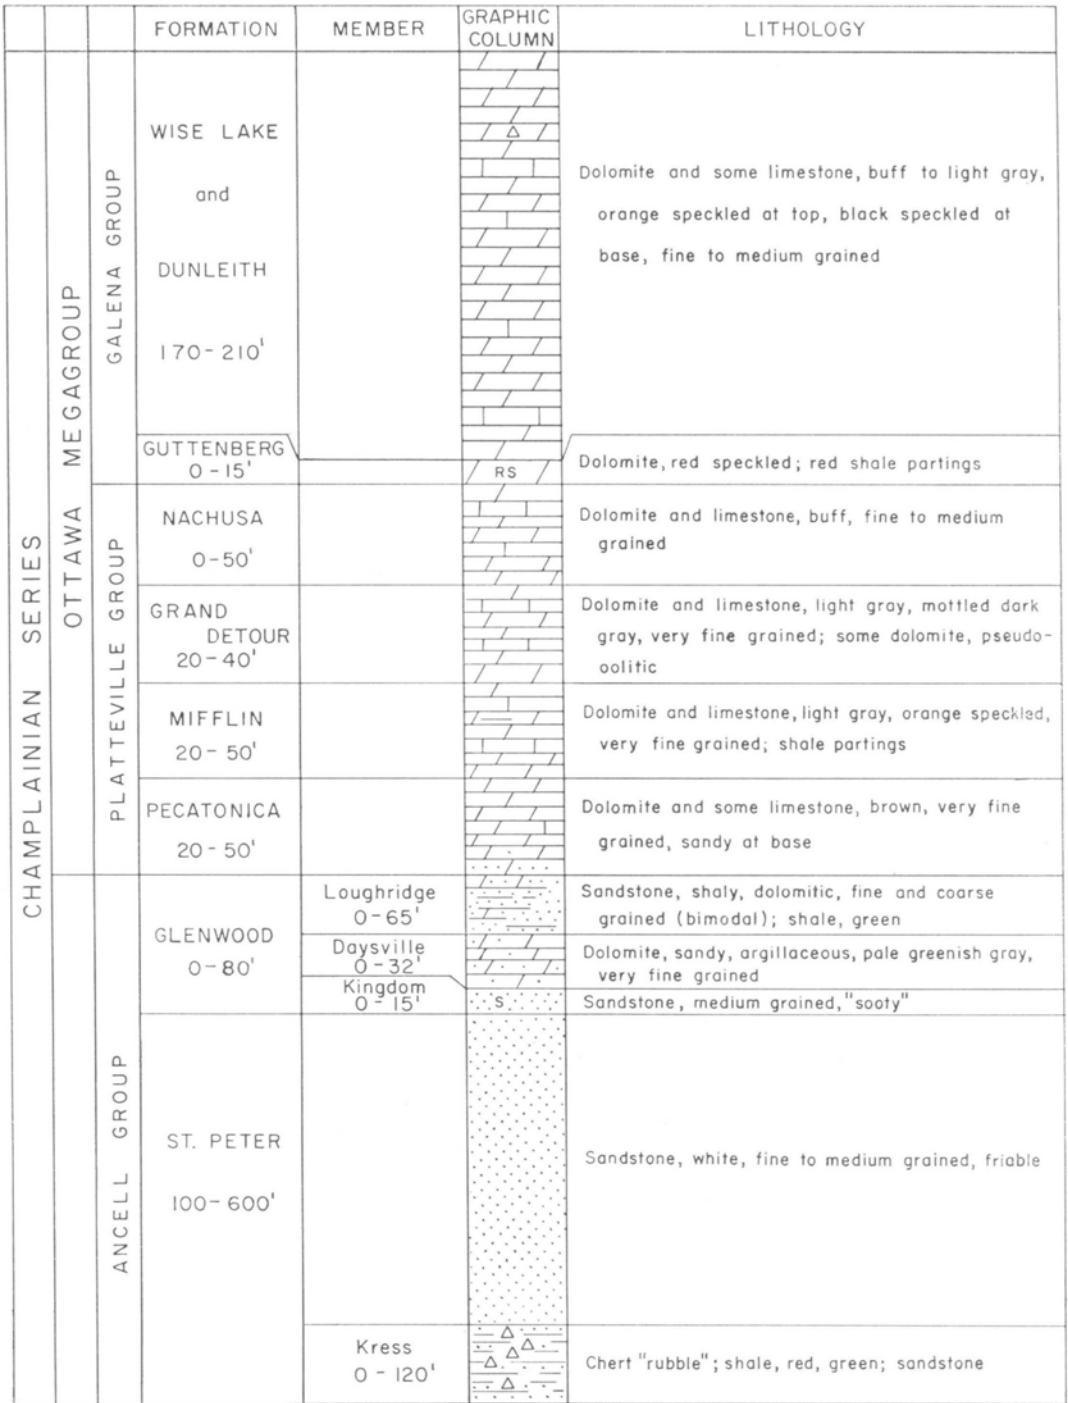 FORMATION
MEMBER
GRAPHIC
COLUMN
LITHOLOGY
CHAMPLAINIAN SERIES
OTTAWA MEGAGROUP
GALENA GROUP
WISE LAKE
and
DUNLEITH
170-210'
Dolomite and some limestone, buff to light gray,
orange speckled at top, black speckled at
base, fine to medium grained
GUTTENBERG
0-15'
RS
Dolomite, red speckled; red shale partings
PLATTEVILLE GROUP
NACHUSA
0-50'
Dolomite and limestone, buff, fine to medium
grained
GRAND
DETOUR
20-40'
Dolomite and limestone, light gray, mottled dark
gray, very fine grained; some dolomite, pseudo-
oolitic
MIFFLIN
20-50'
Dolomite and limestone, light gray, orange speckled,
very fine grained; shale partings
PECATONICA
20-50'
Dolomite and some limestone, brown, very fine
grained, sandy at base
ANCELL GROUP
GLENWOOD
0-80'
Loughridge
0-65'
Sandstone, shaly, dolomitic, fine and coarse
grained (bimodal); shale, green
Daysville
0-32'
Dolomite, sandy, argillaceous, pale greenish gray,
very fine grained
Kingdom
0-15'
S
Sandstone, medium grained, "sooty"
ST. PETER
100-600'
Sandstone, white, fine to medium grained, friable
Kress
0-120'
Chert "rubble"; shale, red, green; sandstone